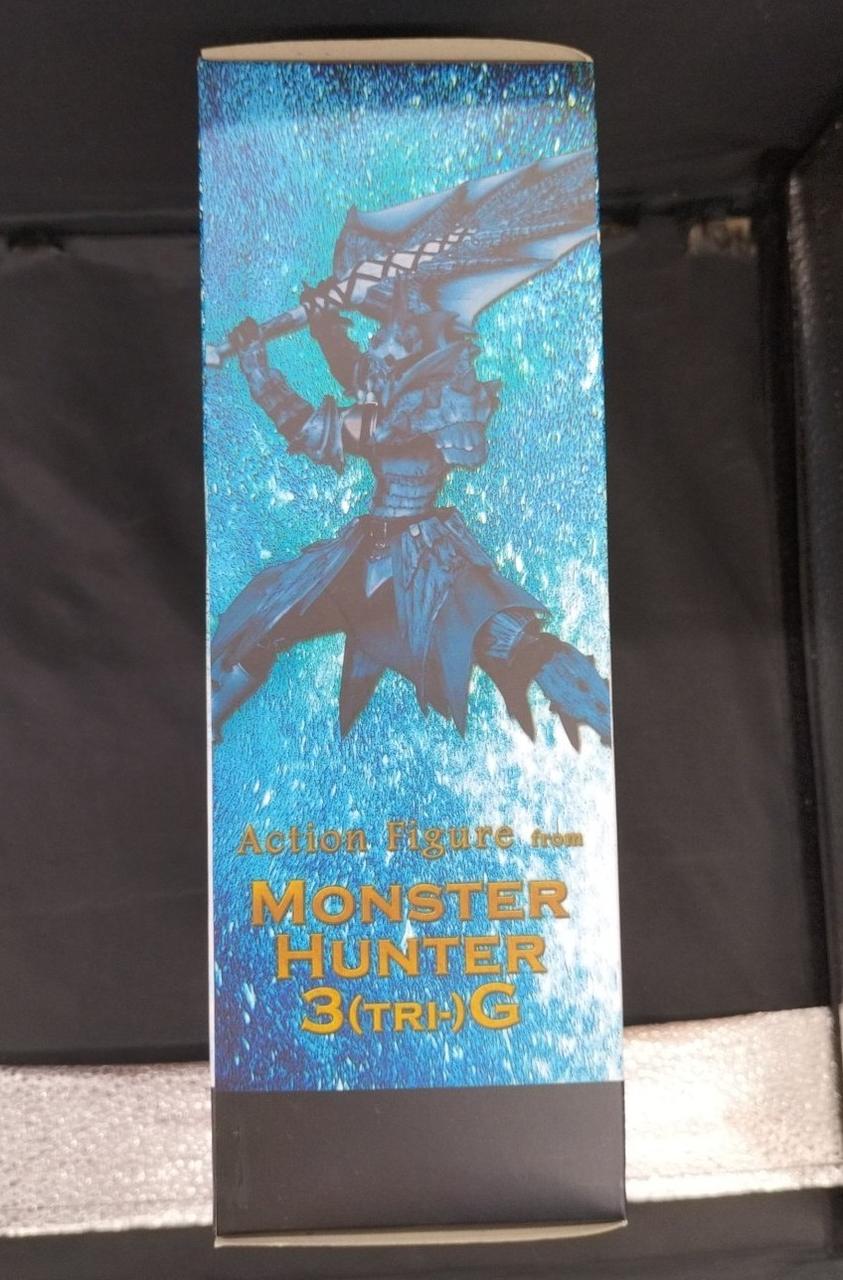 Action Figure from
MONSTER
HUNTER
3(TRI-)G